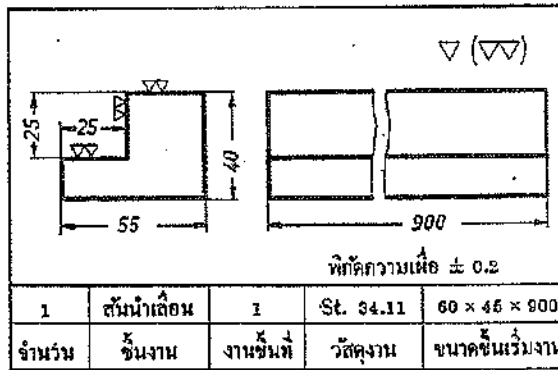 25
25
40
55
900
พิกัดความเผื่อ ± 0.2
1 สันนำเลื่อน 1 St. 34.11 60 × 45 × 900
จำนวน ชิ้นงาน งานชิ้นที่ วัสดุงาน ขนาดชิ้นเริ่มงาน